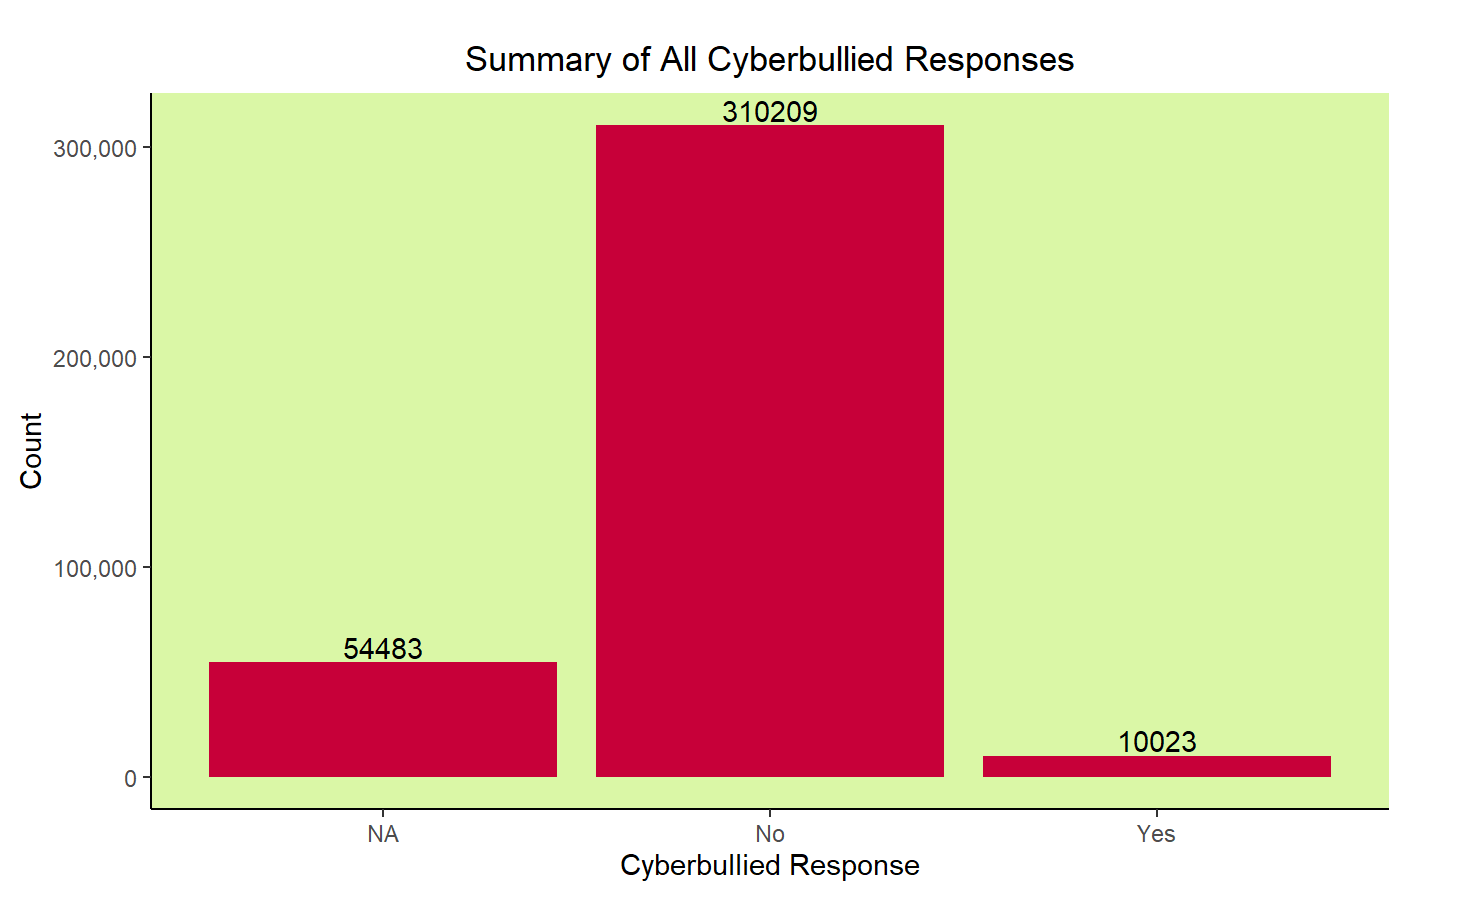 Summary of All Cyberbullied Responses
310209
300,000
200,000
Count
100,000
54483
10023
0
NA No Yes
Cyberbullied Response